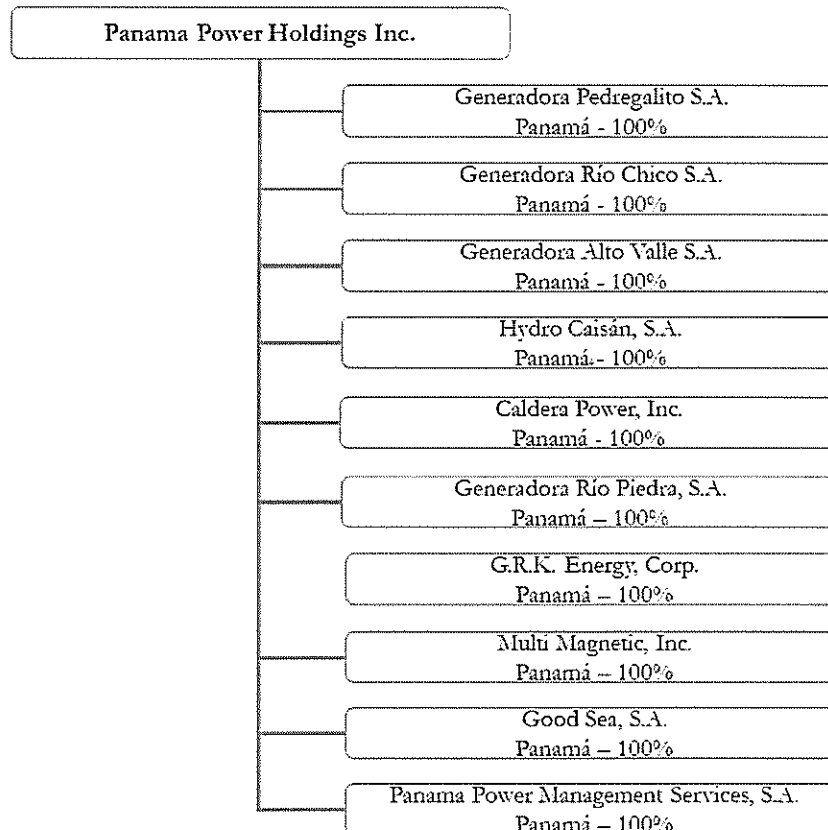 Panama Power Holdings Inc.
Generadora Pedregalito S.A.
Panamá - 100%
Generadora Río Chico S.A.
Panamá - 100%
Generadora Alto Valle S.A.
Panamá - 100%
Hydro Caisán, S.A.
Panamá - 100%
Caldera Power, Inc.
Panamá - 100%
Generadora Río Piedra, S.A.
Panamá – 100%
G.R.K. Energy, Corp.
Panamá – 100%
Multi Magnetic, Inc.
Panamá – 100%
Good Sea, S.A.
Panamá – 100%
Panama Power Management Services, S.A.
Panamá – 100%